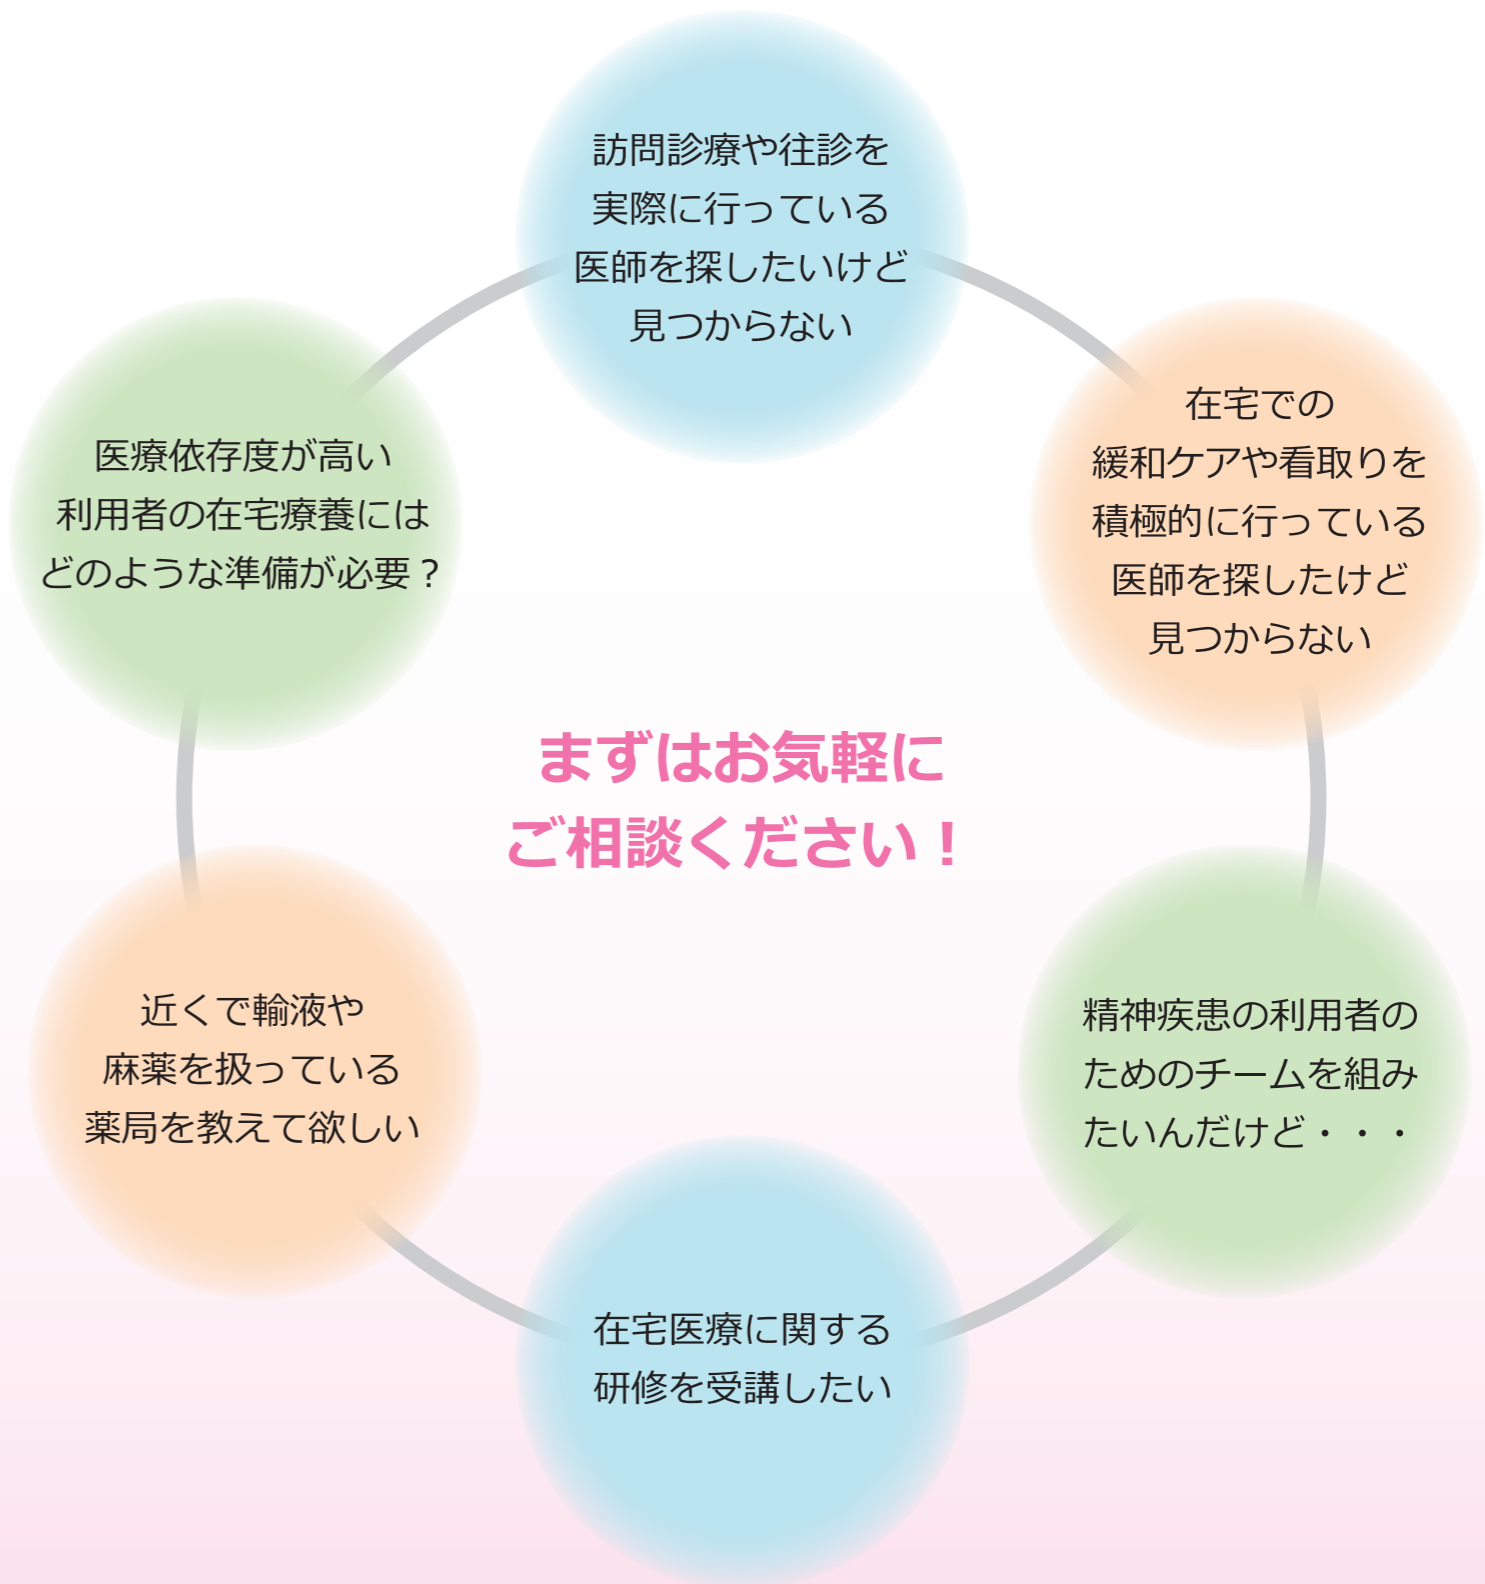 訪問診療や往診を
実際に行っている
医師を探したいけど
見つからない
在宅での
緩和ケアや看取りを
積極的に行っている
医師を探したけど
見つからない
医療依存度が高い
利用者の在宅療養には
どのような準備が必要？
まずはお気軽に
ご相談ください！
近くで輸液や
麻薬を扱っている
薬局を教えて欲しい
精神疾患の利用者の
ためのチームを組み
たいんだけど・・・
在宅医療に関する
研修を受講したい